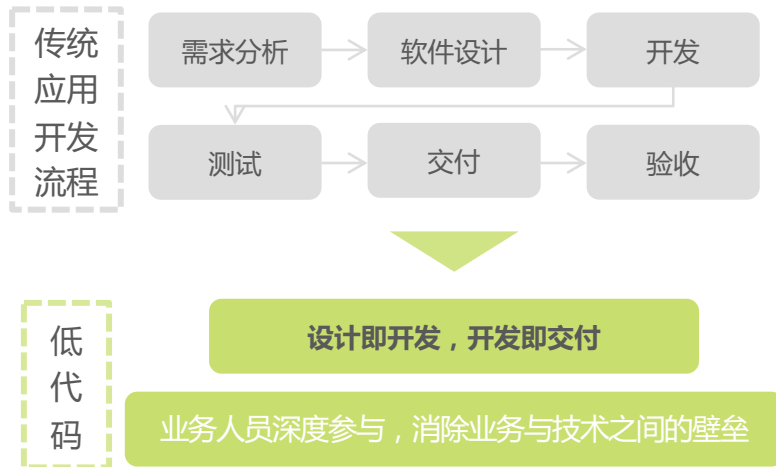 传统
应用
开发
流程
需求分析
软件设计
开发
测试
交付
验收
低
代
码
设计即开发，开发即交付
业务人员深度参与，消除业务与技术之间的壁垒